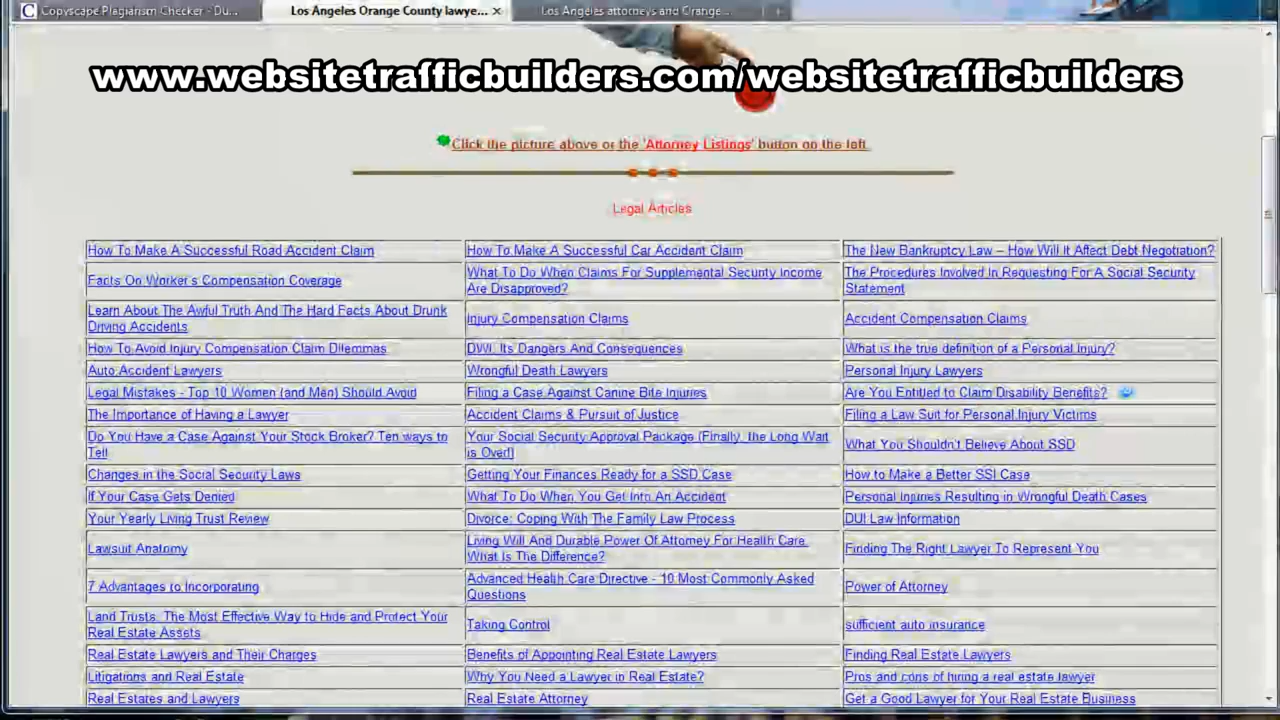 Copyscape Plagiarism Checker - Du...
Los Angeles Orange County lawye...
Los Angeles attorneys and Orange...
www.websitetrafficbuilders.com/websitetrafficbuilders
Click the picture above or the 'Attorney Listings' button on the left.
Legal Articles
How To Make A Successful Road Accident Claim
How To Make A Successful Car Accident Claim
The New Bankruptcy Law – How Will It Affect Debt Negotiation?
Facts On Worker's Compensation Coverage
What To Do When Claims For Supplemental Security Income
Are Disapproved?
The Procedures Involved In Requesting For A Social Security
Statement
Learn About The Awful Truth And The Hard Facts About Drunk
Driving Accidents
Injury Compensation Claims
Accident Compensation Claims
How To Avoid Injury Compensation Claim Dilemmas
DWI. Its Dangers And Consequences
What is the true definition of a Personal Injury?
Auto Accident Lawyers
Wrongful Death Lawyers
Personal Injury Lawyers
Legal Mistakes - Top 10 Women (and Men) Should Avoid
Filing a Case Against Canine Bite Injuries
Are You Entitled to Claim Disability Benefits?
The Importance of Having a Lawyer
Accident Claims & Pursuit of Justice
Filing a Law Suit for Personal Injury Victims
Do You Have a Case Against Your Stock Broker? Ten ways to
Tell
Your Social Security Approval Package (Finally, the Long Wait
is Over!)
What You Shouldn't Believe About SSD
Changes in the Social Security Laws
Getting Your Finances Ready for a SSD Case
How to Make a Better SSI Case
If Your Case Gets Denied
What To Do When You Get Into An Accident
Personal Injuries Resulting in Wrongful Death Cases
Your Yearly Living Trust Review
Divorce: Coping With The Family Law Process
DUI Law Information
Lawsuit Anatomy
Living Will And Durable Power Of Attorney For Health Care.
What Is The Difference?
Finding The Right Lawyer To Represent You
7 Advantages to Incorporating
Advanced Health Care Directive - 10 Most Commonly Asked
Questions
Power of Attorney
Land Trusts: The Most Effective Way to Hide and Protect Your
Real Estate Assets
Taking Control
sufficient auto insurance
Real Estate Lawyers and Their Charges
Benefits of Appointing Real Estate Lawyers
Finding Real Estate Lawyers
Litigations and Real Estate
Why You Need a Lawyer in Real Estate?
Pros and cons of hiring a real estate lawyer
Real Estates and Lawyers
Real Estate Attorney
Get a Good Lawyer for Your Real Estate Business